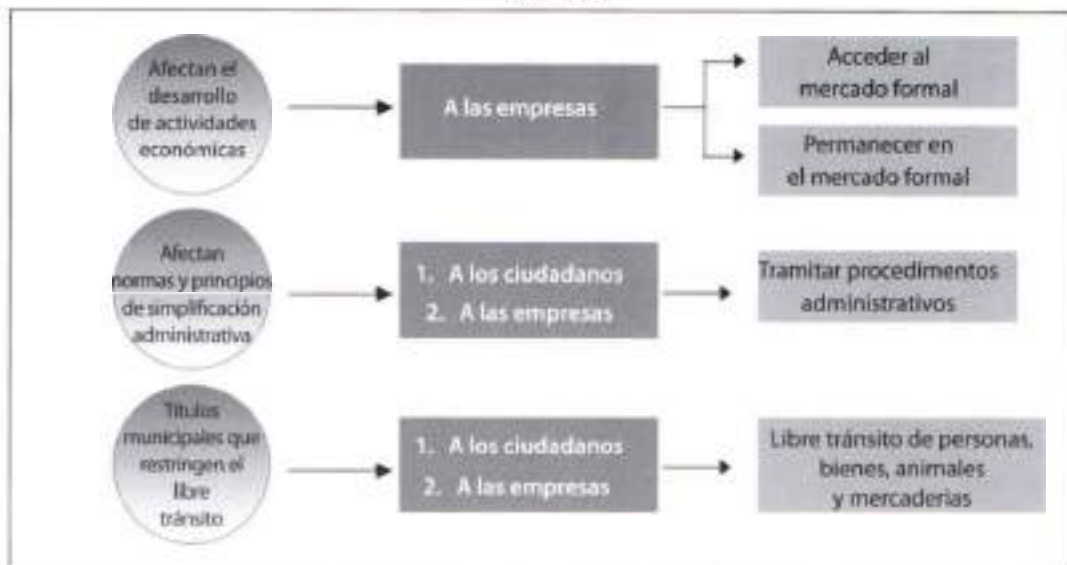 Afectan el
desarrollo
de actividades
económicas
A las empresas
Acceder al
mercado formal
Permanecer en
el mercado formal
Afectan
normas y principios
de simplificación
administrativa
1. A los ciudadanos
2. A las empresas
Tramitar procedimentos
administrativos
Titulos
municipales que
restringen el
libre
tránsito
1. A los ciudadanos
2. A las empresas
Libre tránsito de personas,
bienes, animales
y mercaderias